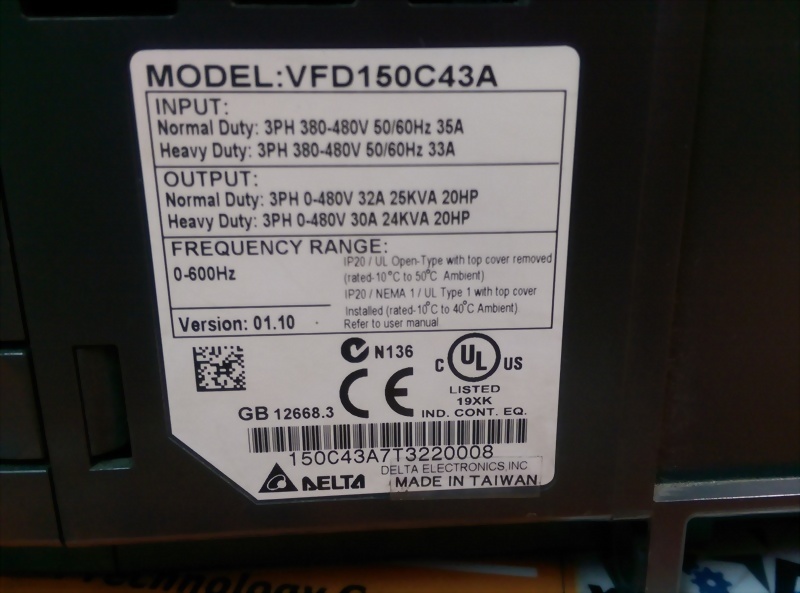 MODEL:VFD150C43A
INPUT:
Normal Duty: 3PH 380-480V 50/60Hz 35A
Heavy Duty: 3PH 380-480V 50/60Hz 33A
OUTPUT:
Normal Duty: 3PH 0-480V 32A 25KVA 20HP
Heavy Duty: 3PH 0-480V 30A 24KVA 20HP
FREQUENCY RANGE:
0-600Hz
IP20 / UL Open-Type with top cover removed
(rated-10°C to 50°C Ambient)
IP20 / NEMA 1 / UL Type 1 with top cover
Installed (rated-10°C to 40°C Ambient)
Refer to user manual
Version: 01.10
N136
C UL US
LISTED
19XK
IND. CONT. EQ.
CE
GB 12668.3
150C43A7T3220008
DELTA
DELTA ELECTRONICS, INC
MADE IN TAIWAN
Technology